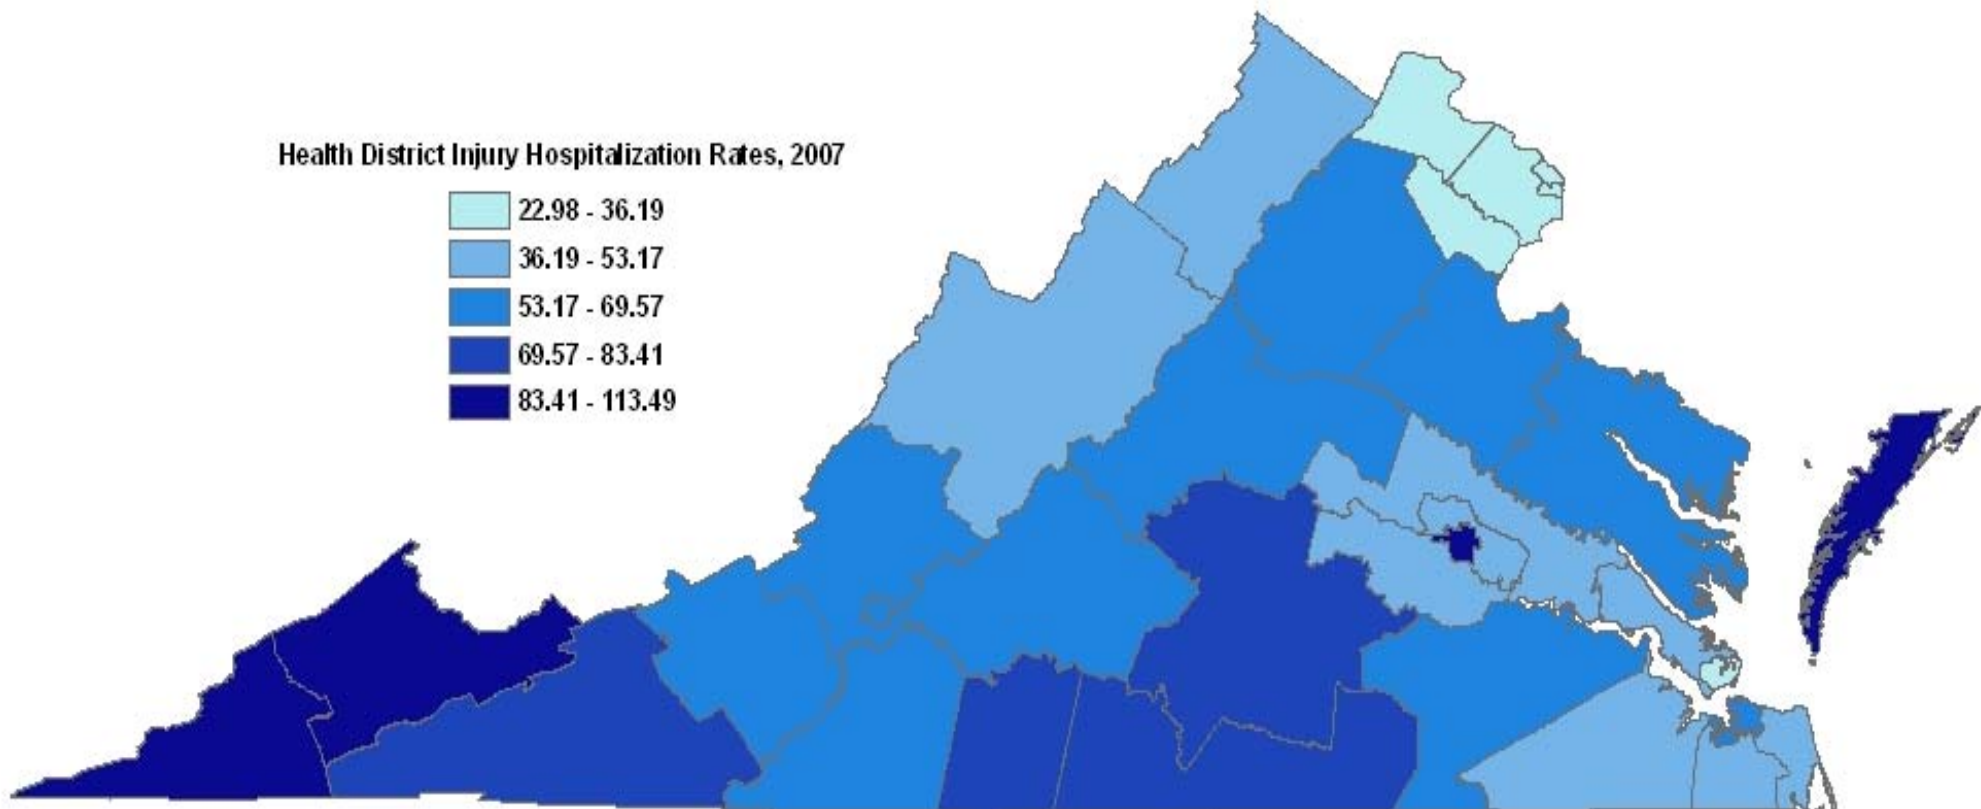 Health District Injury Hospitalization Rates, 2007
22.98 - 36.19
36.19 - 53.17
53.17 - 69.57
69.57 - 83.41
83.41 - 113.49